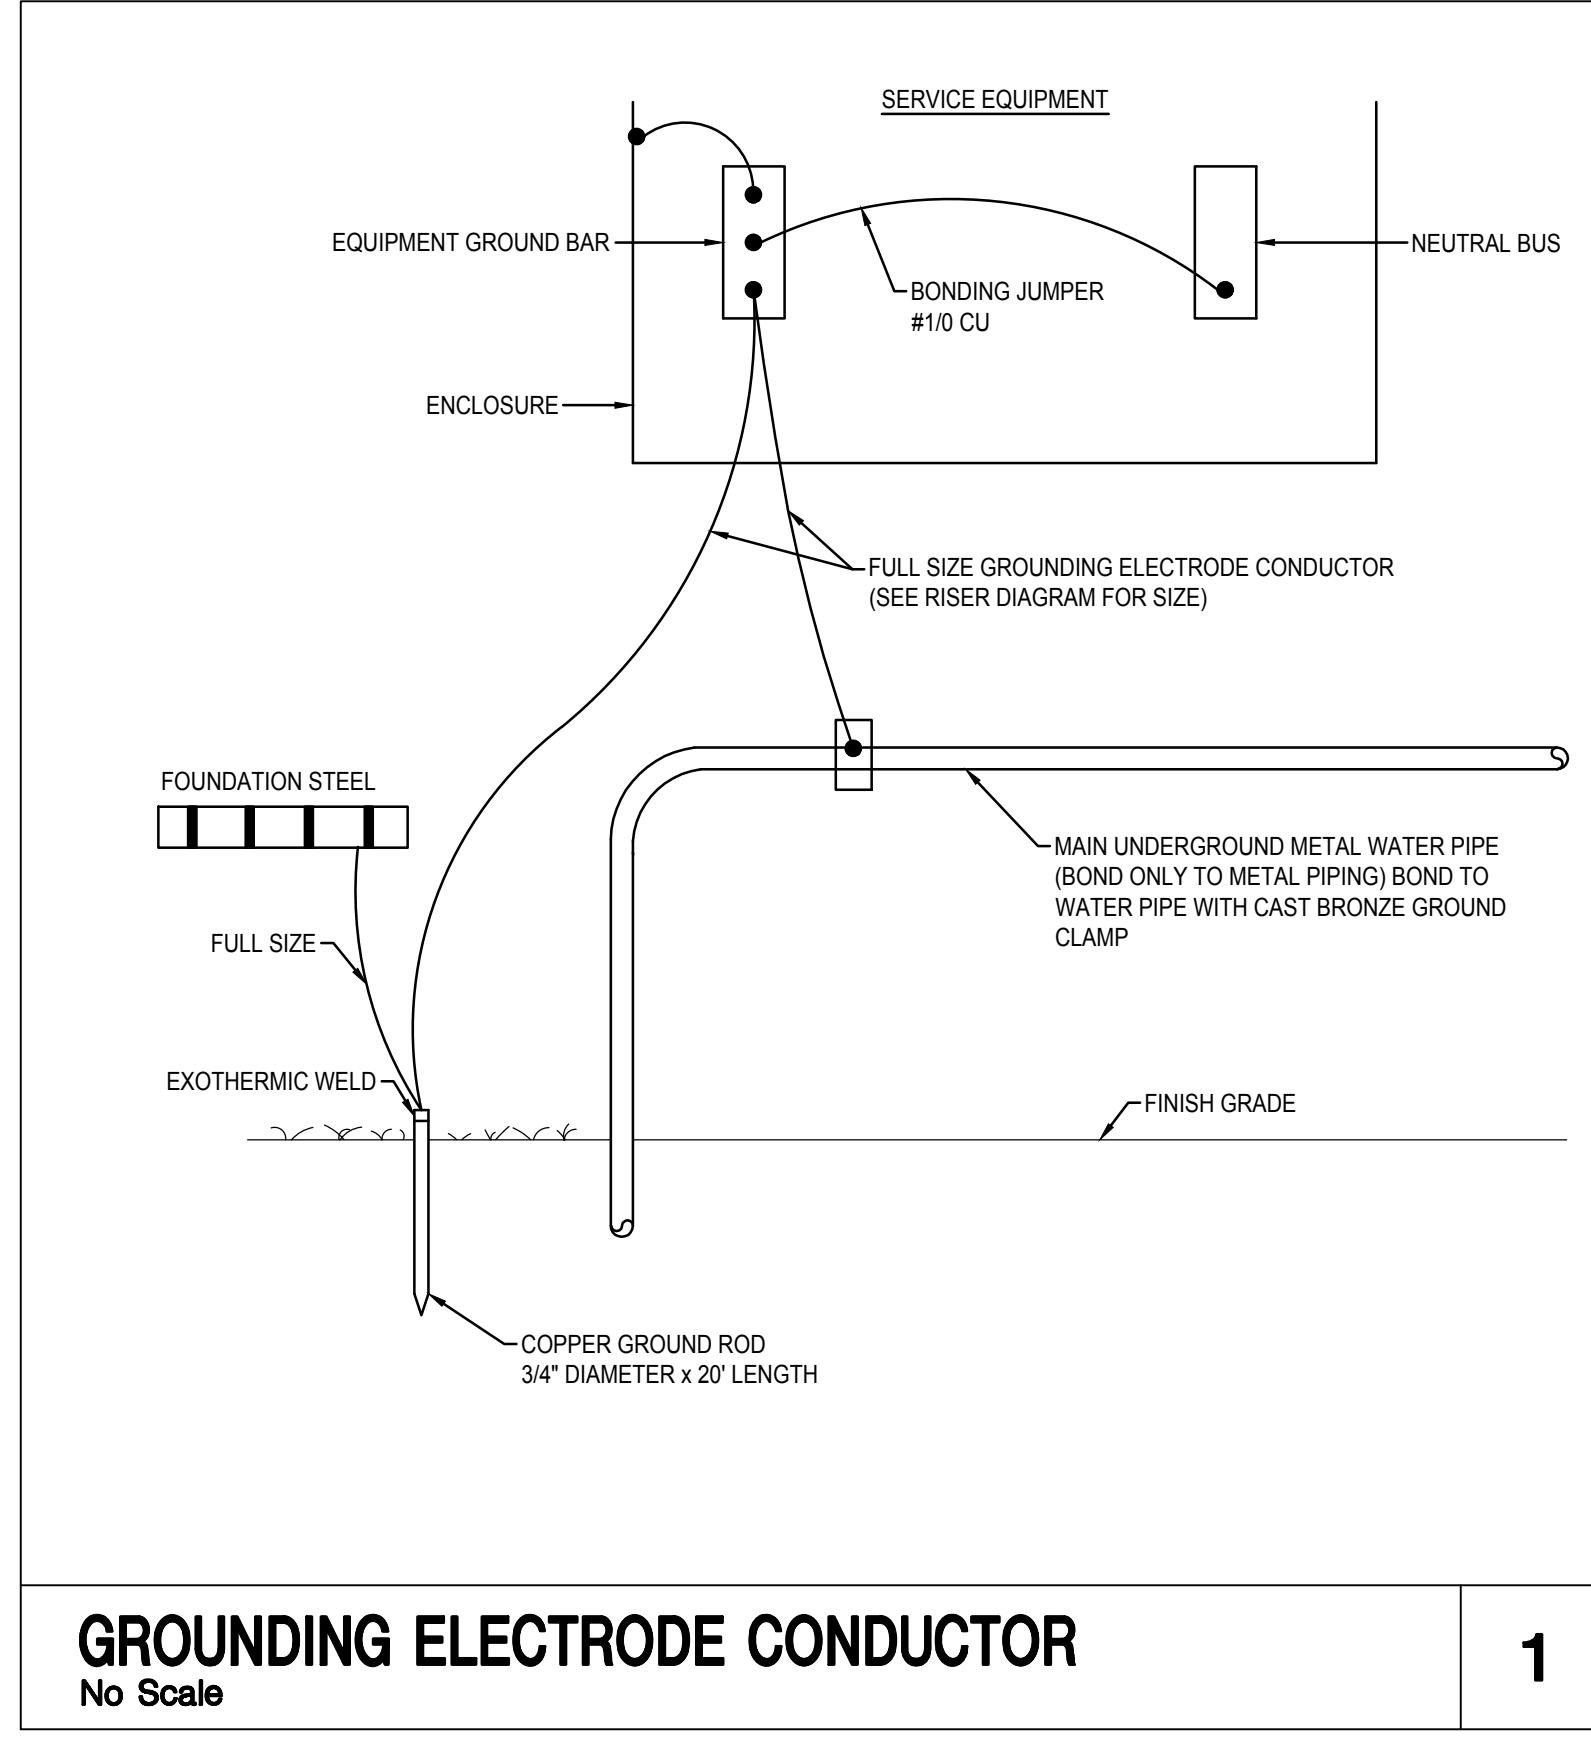 SERVICE EQUIPMENT
EQUIPMENT GROUND BAR
NEUTRAL BUS
BONDING JUMPER
#1/0 CU
ENCLOSURE
FULL SIZE GROUNDING ELECTRODE CONDUCTOR
(SEE RISER DIAGRAM FOR SIZE)
FOUNDATION STEEL
MAIN UNDERGROUND METAL WATER PIPE
(BOND ONLY TO METAL PIPING) BOND TO
WATER PIPE WITH CAST BRONZE GROUND
CLAMP
FULL SIZE
EXOTHERMIC WELD
FINISH GRADE
COPPER GROUND ROD
3/4" DIAMETER x 20' LENGTH
GROUNDING ELECTRODE CONDUCTOR
No Scale
1